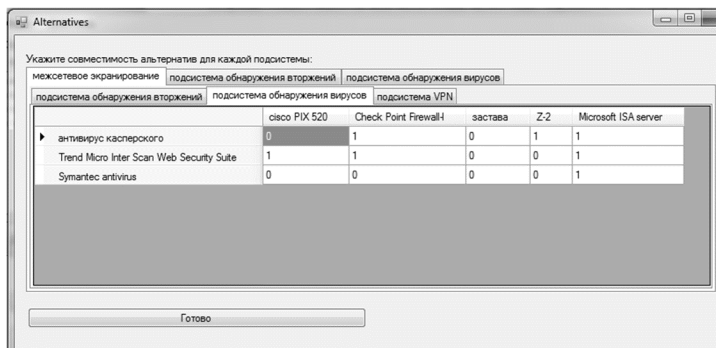 Alternatives
Укажите совместимость альтернатив для каждой подсистемы:
межсетевое экранирование подсистема обнаружения вторжений подсистема обнаружения вирусов
подсистема обнаружения вторжений подсистема обнаружения вирусов подсистема VPN
cisco PIX 520 Check Point Firewall-I застава Z-2 Microsoft ISA server
антивирус касперского 0 1 0 1 1
Trend Micro Inter Scan Web Security Suite 1 1 0 0 1
Symantec antivirus 0 0 0 0 1
Готово